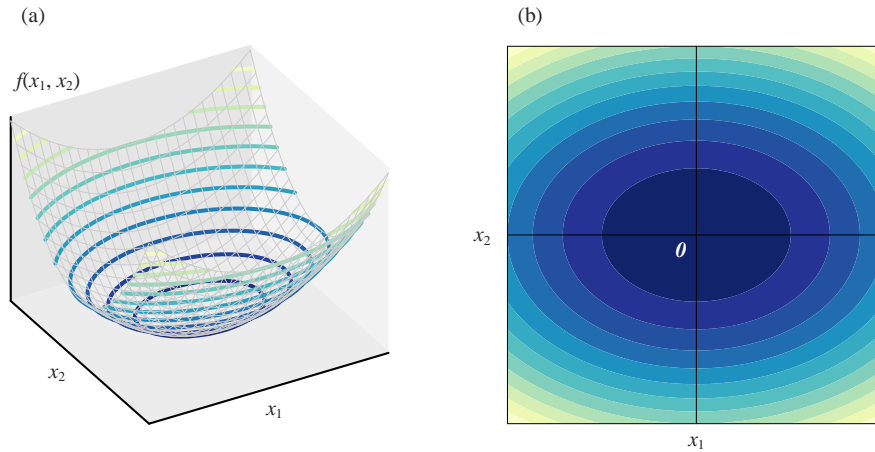 (a)
(b)
f(x₁, x₂)
x₂
x₁
x₂
0
x₁